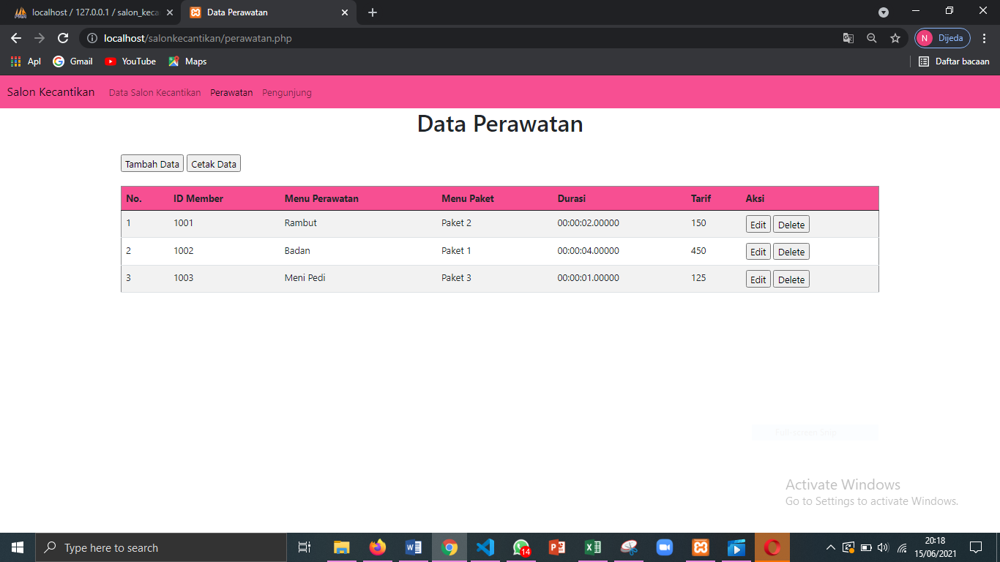 localhost / 127.0.0.1 / salon_keca
Data Perawatan
localhost/salonkecantikan/perawatan.php
N Dijeda
Apl Gmail YouTube Maps Daftar bacaan
Salon Kecantikan Data Salon Kecantikan Perawatan Pengunjung
Data Perawatan
Tambah Data Cetak Data
No. ID Member Menu Perawatan Menu Paket Durasi Tarif Aksi
1 1001 Rambut Paket 2 00:00:02.00000 150 Edit Delete
2 1002 Badan Paket 1 00:00:04.00000 450 Edit Delete
3 1003 Meni Pedi Paket 3 00:00:01.00000 125 Edit Delete
Full-screen Snip
Activate Windows
Go to Settings to activate Windows.
Type here to search
14
20:18
15/06/2021